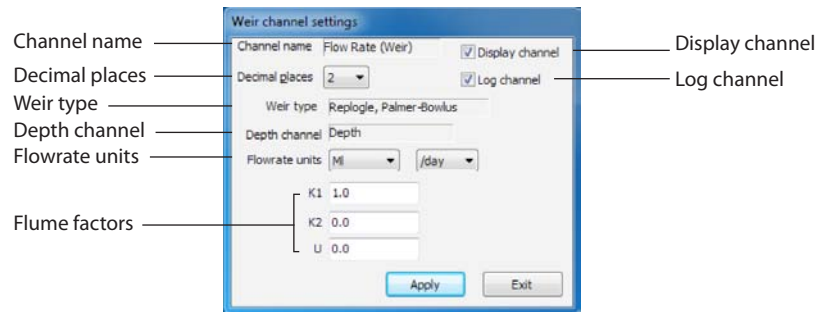 Weir channel settings
Channel name
Channel name Flow Rate (Weir)
Display channel
Display channel
Decimal places
Decimal places 2
Log channel
Log channel
Weir type
Weir type Replogle, Palmer-Bowlus
Depth channel
Depth channel Depth
Flowrate units
Flowrate units Ml /day
Flume factors
K1 1.0
K2 0.0
U 0.0
Apply Exit